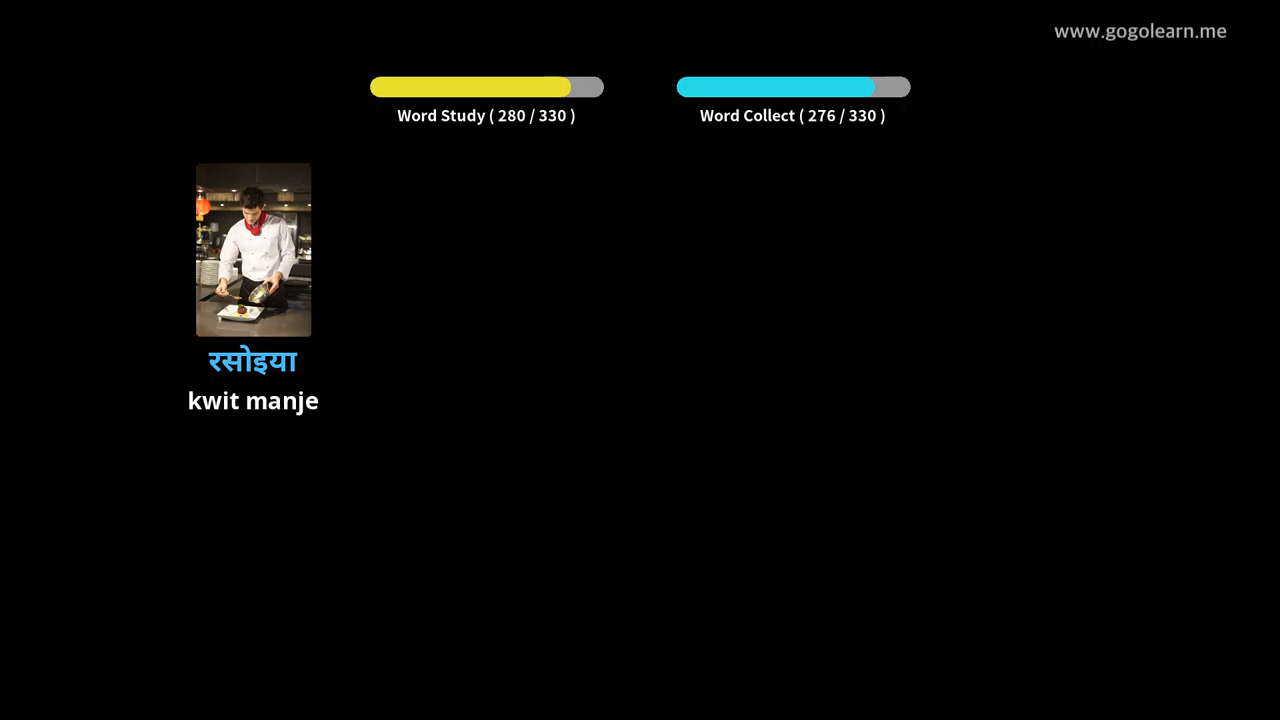 www.gogolearn.me
Word Study ( 280 / 330 )
Word Collect ( 276 / 330 )
रसोइया
kwit manje